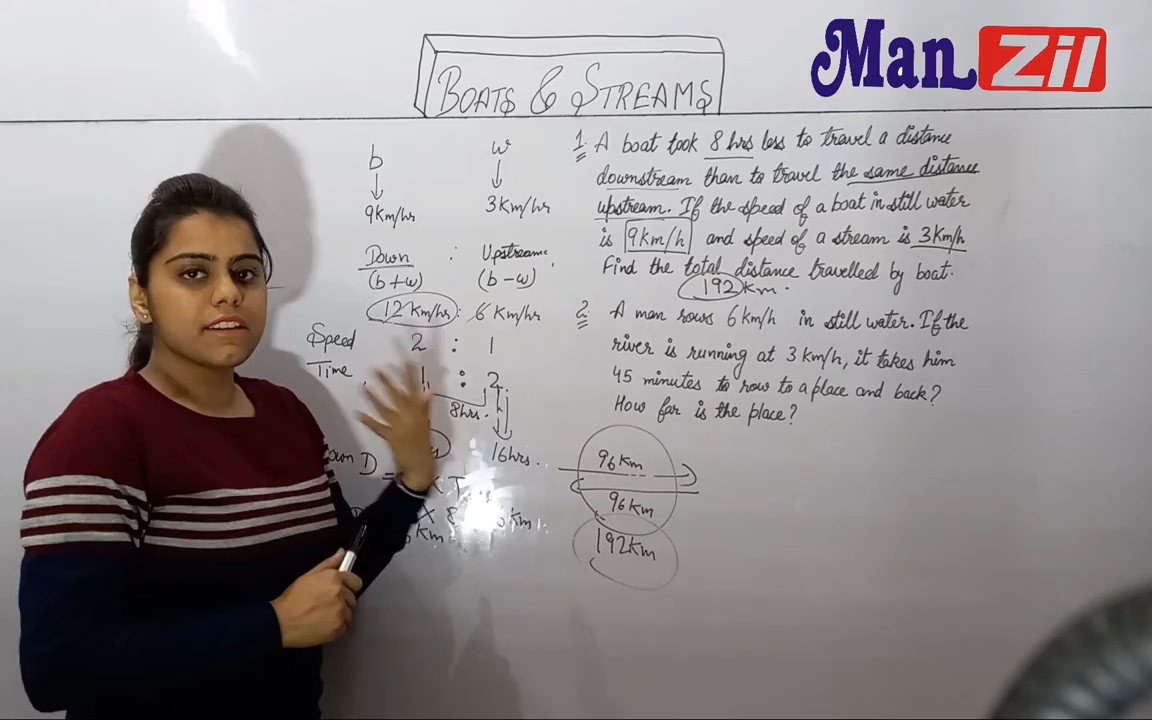 Man Zil
BOATS & STREAMS
b w
9km/hr 3km/hr
Down : Upstream
(b+w) (b-w)
12 km/hr : 6 km/hr
Speed 2 : 1
Time 1 : 2
8hrs.
16hrs..
D = X T
X 8
km
1. A boat took 8 hrs less to travel a distance
downstream than to travel the same distance
upstream. If the speed of a boat in still water
is 9km/h and speed of a stream is 3km/h
Find the total distance travelled by boat.
192 km.
2. A man rows 6 km/h in still water. If the
river is running at 3 km/h, it takes him
45 minutes to row to a place and back?
How far is the place?
96 km
96 km
192km